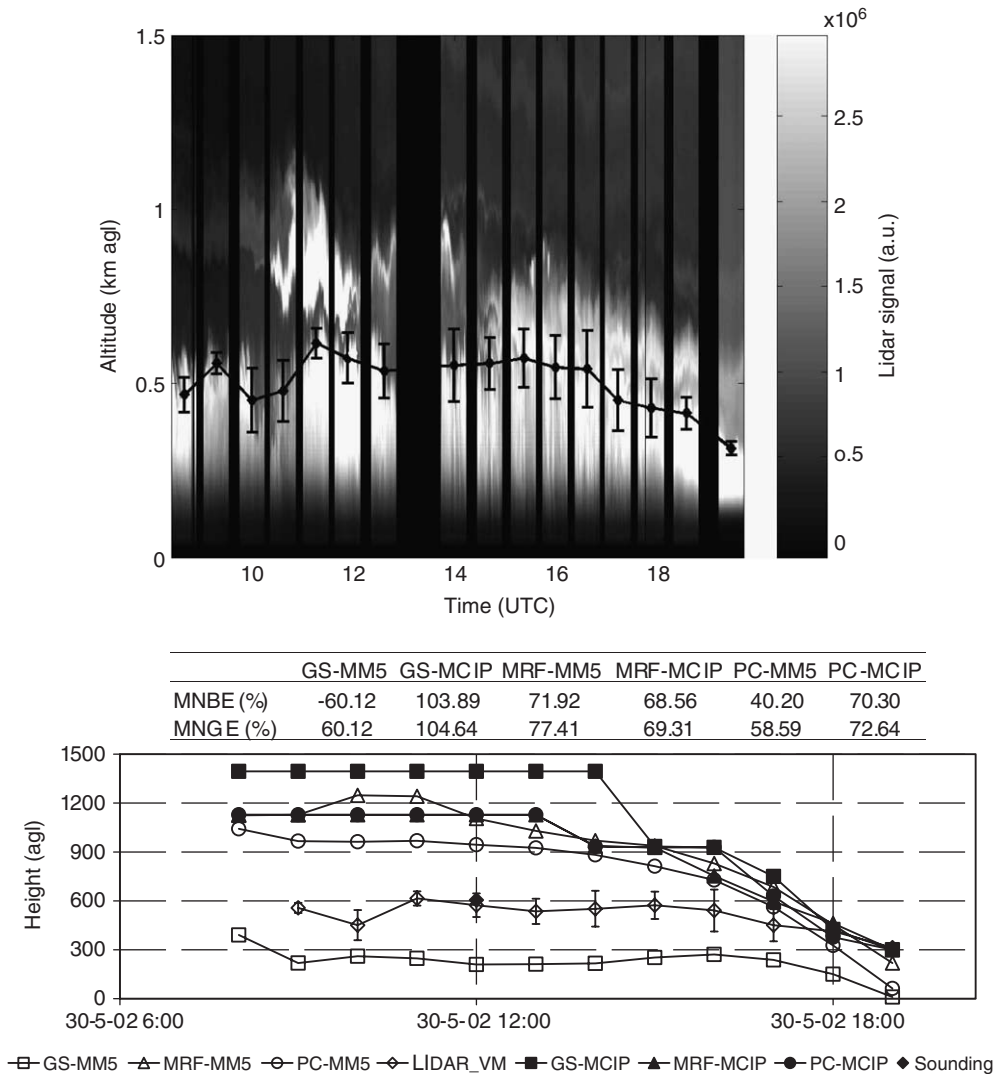 x10⁶
1.5
1
0.5
0
Altitude (km agl)
10 12 14 16 18
Time (UTC)
2.5
2
1.5
1
o.5
0
Lidar signal (a.u.)
GS-MM5 GS-MCIP MRF-MM5 MRF-MCIP PC-MM5 PC-MCIP
MNBE (%) -60.12 103.89 71.92 68.56 40.20 70.30
MNGE (%) 60.12 104.64 77.41 69.31 58.59 72.64
1500
1200
900
600
300
0
Height (agl)
30-5-02 6:00 30-5-02 12:00 30-5-02 18:00
GS-MM5 MRF-MM5 PC-MM5 LIDAR_VM GS-MCIP MRF-MCIP PC-MCIP Sounding